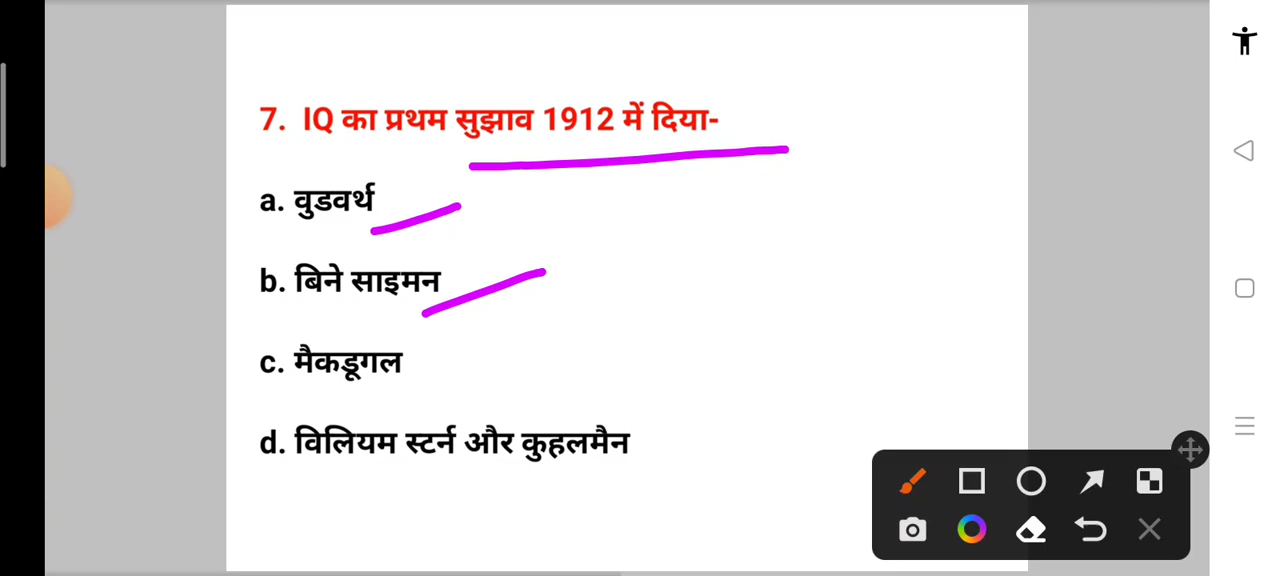 7. IQ का प्रथम सुझाव 1912 में दिया-
a. वुडवर्थ
b. बिने साइमन
c. मैकडूगल
d. विलियम स्टर्न और कुहलमैन